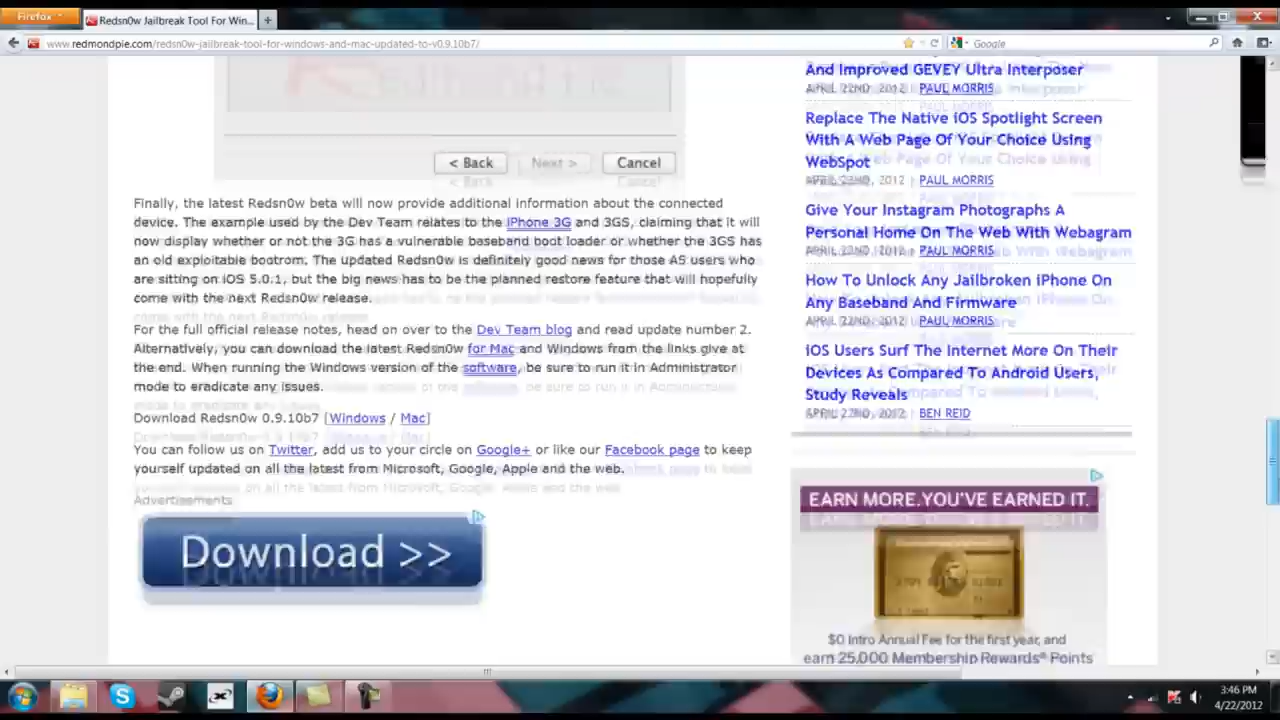 Firefox
Redsn0w Jailbreak Tool For Win...
www.redmondpie.com/redsn0w-jailbreak-tool-for-windows-and-mac-updated-to-v0.9.10b7/
Google
< Back
Next >
Cancel
Finally, the latest Redsn0w beta will now provide additional information about the connected
device. The example used by the Dev Team relates to the iPhone 3G and 3GS, claiming that it will
now display whether or not the 3G has a vulnerable baseband boot loader or whether the 3GS has
an old exploitable bootrom. The updated Redsn0w is definitely good news for those A5 users who
are sitting on iOS 5.0.1, but the big news has to be the planned restore feature that will hopefully
come with the next Redsn0w release.
For the full official release notes, head on over to the Dev Team blog and read update number 2.
Alternatively, you can download the latest Redsn0w for Mac and Windows from the links give at
the end. When running the Windows version of the software, be sure to run it in Administrator
mode to eradicate any issues.
Download Redsn0w 0.9.10b7 [Windows / Mac]
You can follow us on Twitter, add us to your circle on Google+ or like our Facebook page to keep
yourself updated on all the latest from Microsoft, Google, Apple and the web.
Advertisements
Download >>
And Improved GEVEY Ultra Interposer
APRIL 22ND, 2012 | PAUL MORRIS
Replace The Native iOS Spotlight Screen
With A Web Page Of Your Choice Using
WebSpot
APRIL 22ND, 2012 | PAUL MORRIS
Give Your Instagram Photographs A
Personal Home On The Web With Webagram
APRIL 22ND, 2012 | PAUL MORRIS
How To Unlock Any Jailbroken iPhone On
Any Baseband And Firmware
APRIL 22ND, 2012 | PAUL MORRIS
iOS Users Surf The Internet More On Their
Devices As Compared To Android Users,
Study Reveals
APRIL 22ND, 2012 | BEN REID
EARN MORE. YOU'VE EARNED IT.
$0 Intro Annual Fee for the first year, and
earn 25,000 Membership Rewards® Points
3:46 PM
4/22/2012